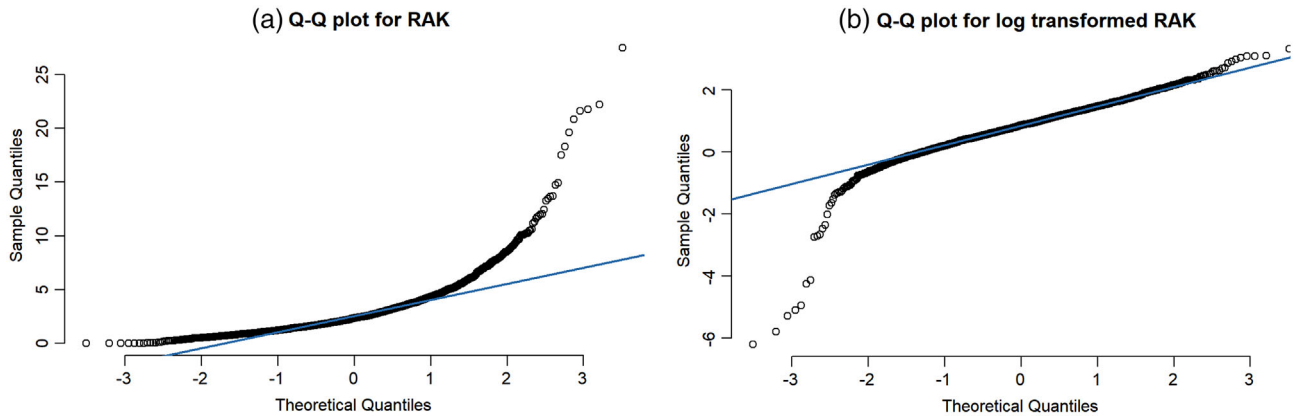 (a) Q-Q plot for RAK
25
20
15
10
5
0
Sample Quantiles
-3 -2 -1 0 1 2 3
Theoretical Quantiles
(b) Q-Q plot for log transformed RAK
2
0
-2
-4
-6
Sample Quantiles
-3 -2 -1 0 1 2 3
Theoretical Quantiles